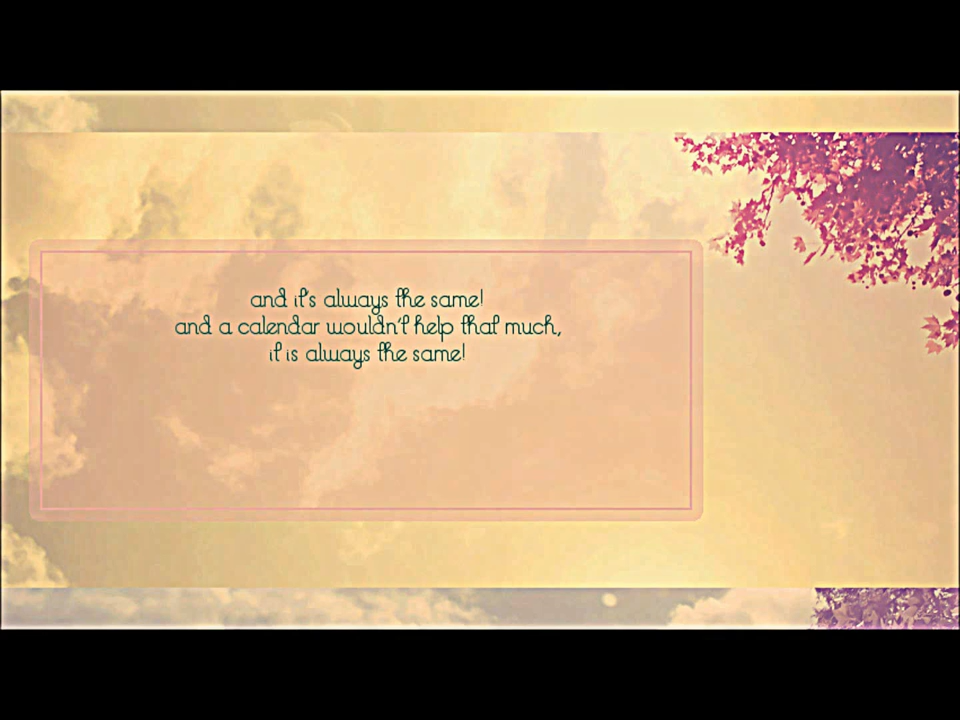 and it's always the same!
and a calendar wouldn't help that much,
it is always the same!